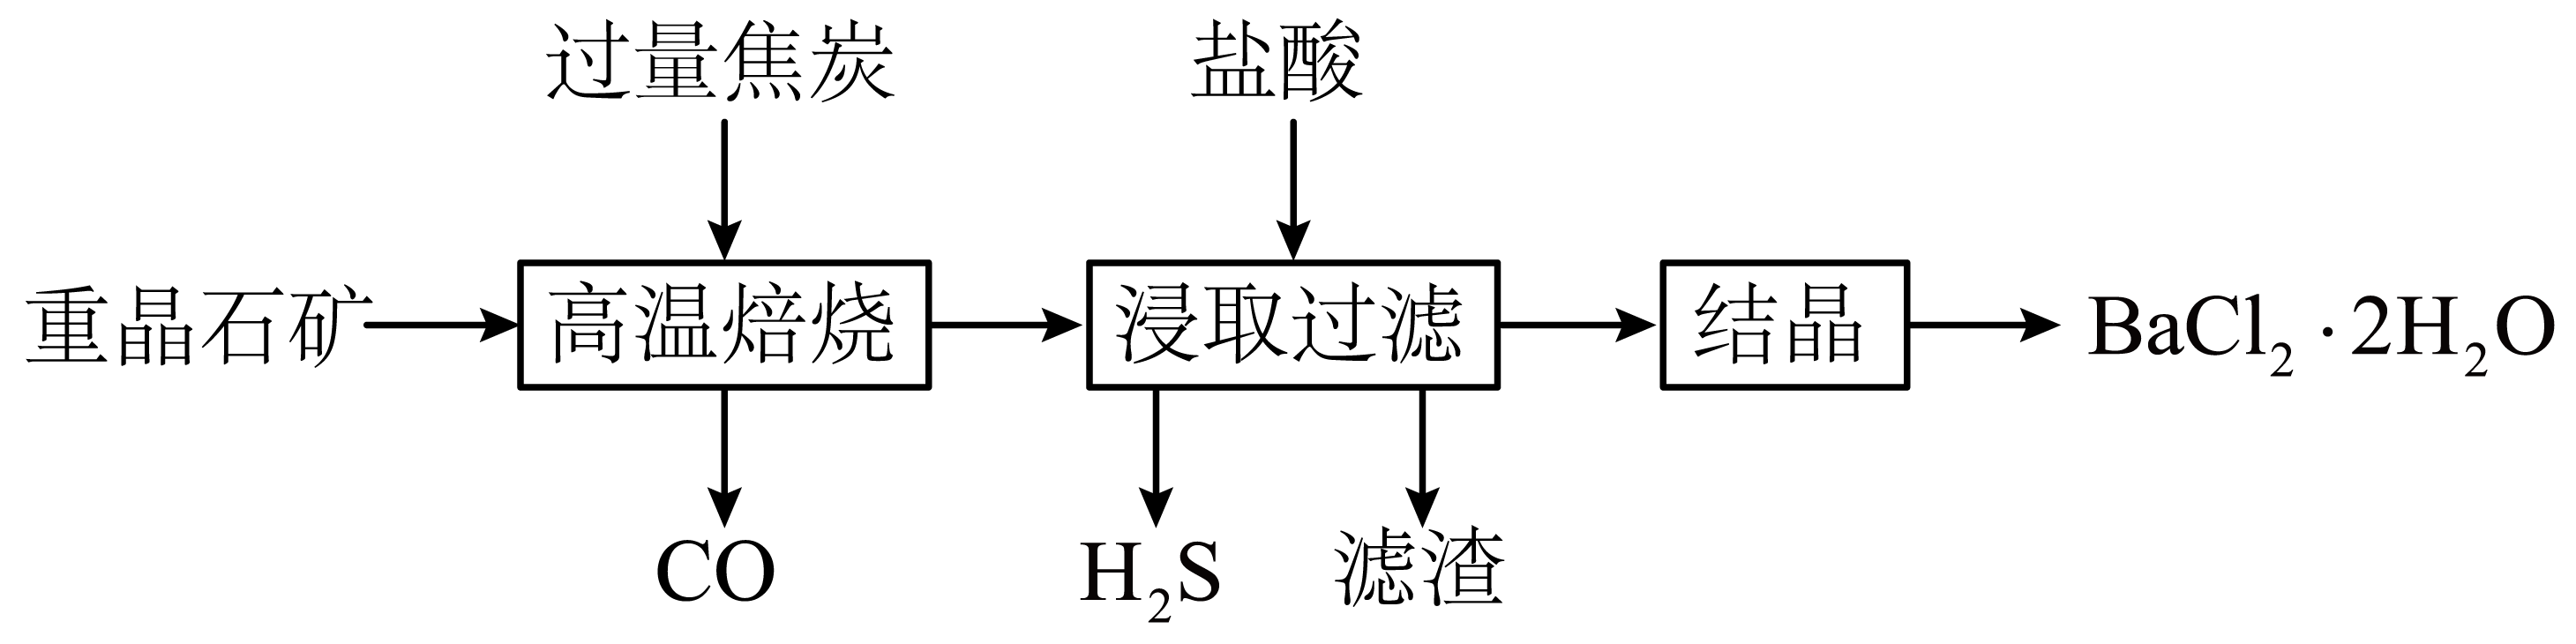 过量焦炭
盐酸
重晶石矿
高温焙烧
浸取过滤
结晶
BaCl₂·2H₂O
CO
H₂S
滤渣